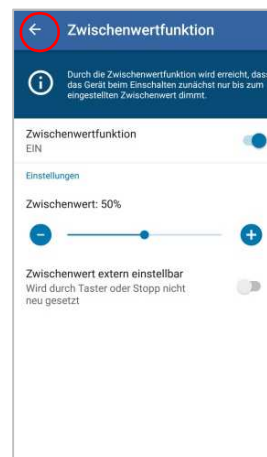 Zwischenwertfunktion
Durch die Zwischenwertfunktion wird erreicht, dass
das Gerät beim Einschalten zunächst nur bis zum
eingestellten Zwischenwert dimmt.
Zwischenwertfunktion
EIN
Einstellungen
Zwischenwert: 50%
Zwischenwert extern einstellbar
Wird durch Taster oder Stopp nicht
neu gesetzt